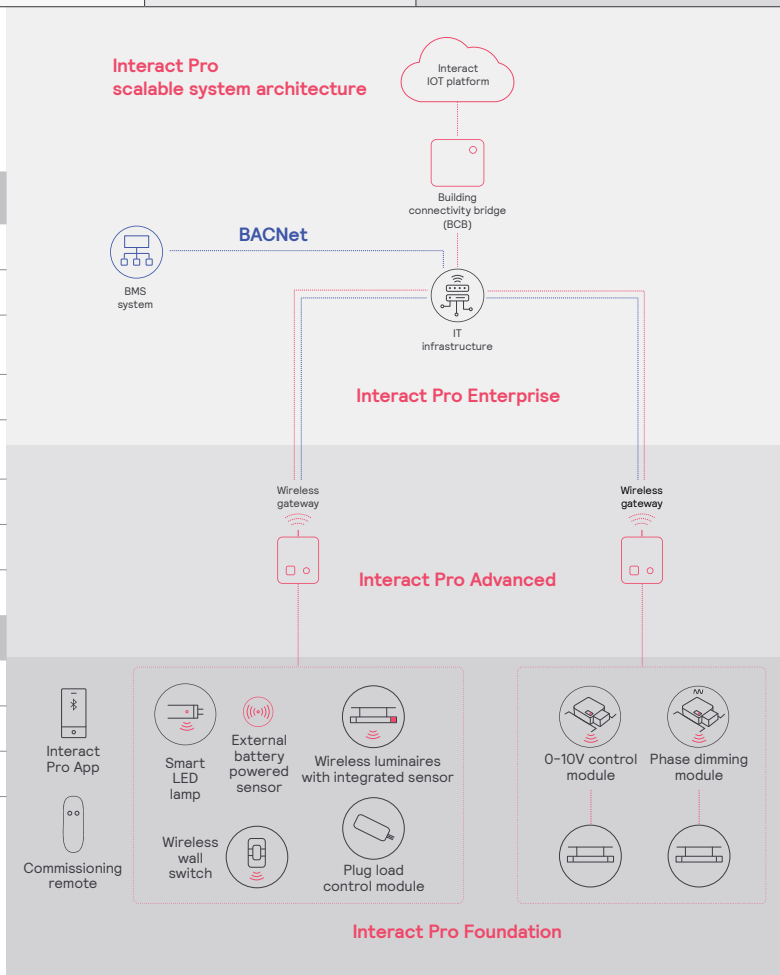 Interact Pro
scalable system architecture
Interact
IOT platform
Building
connectivity bridge
(BCB)
BACNet
BMS
system
IT
infrastructure
Interact Pro Enterprise
Wireless
gateway
Wireless
gateway
Interact Pro Advanced
Interact
Pro App
Smart
LED
lamp
External
battery
powered
sensor
Wireless luminaires
with integrated sensor
0-10V control
module
Phase dimming
module
Commissioning
remote
Wireless
wall
switch
Plug load
control module
Interact Pro Foundation